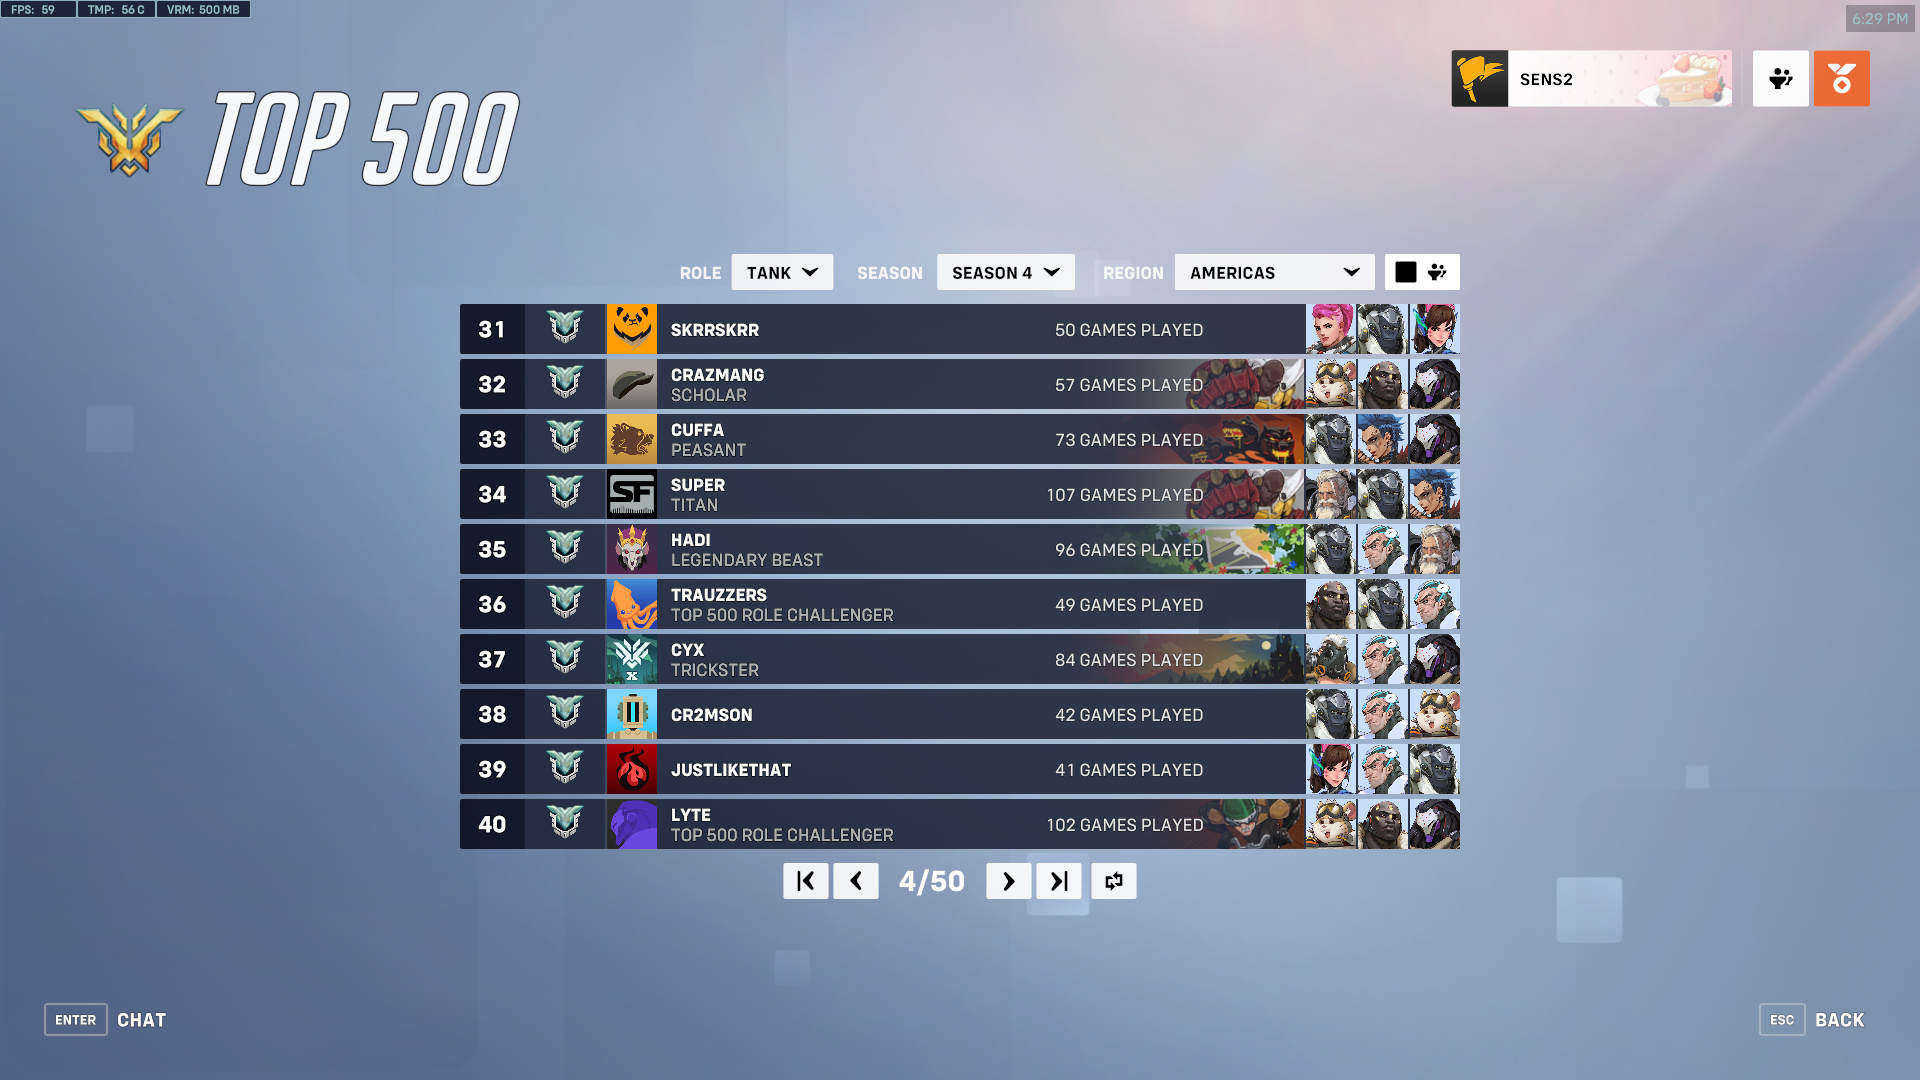 FPS: 59 TMP: 56 C VRM: 500 MB
6:29 PM
SENS2
TOP 500
ROLE TANK SEASON SEASON 4 REGION AMERICAS
31 SKRRSKRR 50 GAMES PLAYED
32 CRAZMANG 57 GAMES PLAYED
SCHOLAR
33 CUFFA 73 GAMES PLAYED
PEASANT
34 SF SUPER 107 GAMES PLAYED
TITAN
35 HADI 96 GAMES PLAYED
LEGENDARY BEAST
36 TRAUZZERS 49 GAMES PLAYED
TOP 500 ROLE CHALLENGER
37 X CYX 84 GAMES PLAYED
TRICKSTER
38 CR2MSON 42 GAMES PLAYED
39 JUSTLIKETHAT 41 GAMES PLAYED
40 LYTE 102 GAMES PLAYED
TOP 500 ROLE CHALLENGER
4/50
ENTER CHAT
ESC BACK